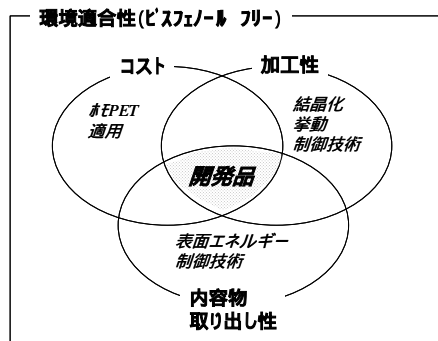 環境適合性(ﾋﾞｽﾌｪﾉｰﾙ ﾌﾘｰ)
コスト
加工性
ﾎﾓPET
適用
結晶化
挙動
制御技術
開発品
表面エネルギー
制御技術
内容物
取り出し性